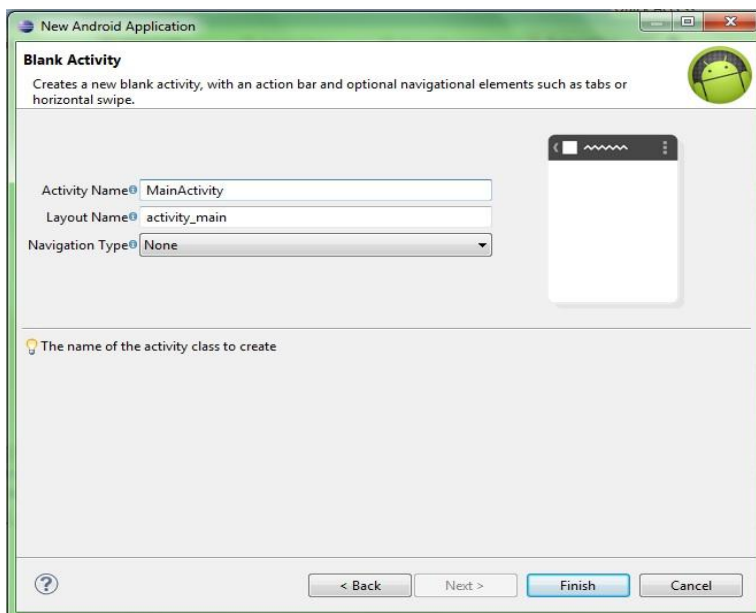 New Android Application
Blank Activity
Creates a new blank activity, with an action bar and optional navigational elements such as tabs or
horizontal swipe.
Activity Name MainActivity
Layout Name activity_main
Navigation Type None
The name of the activity class to create
< Back Next > Finish Cancel